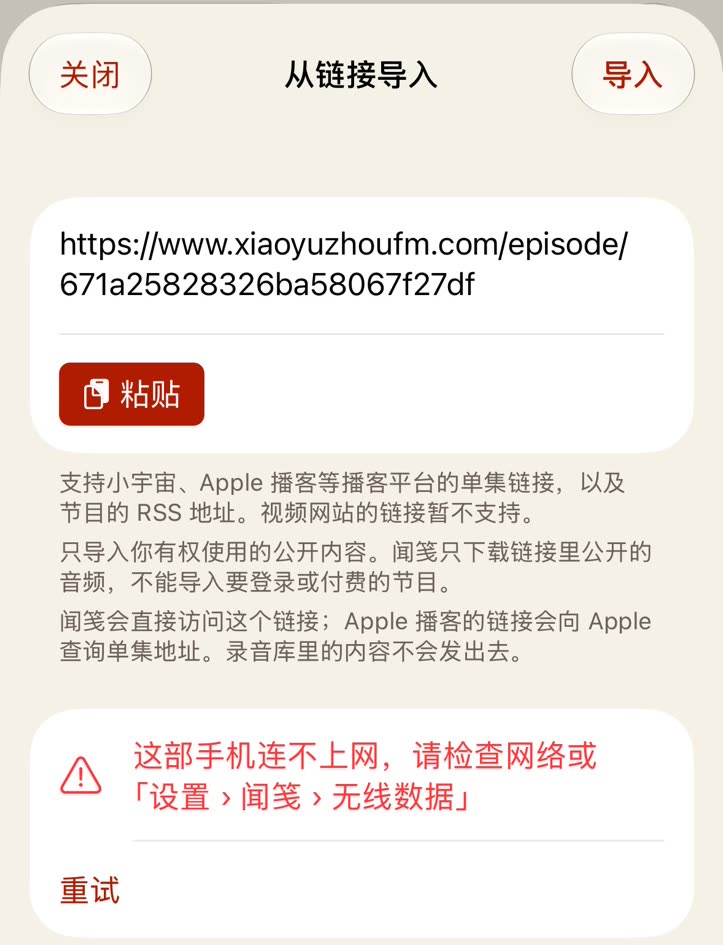 关闭
从链接导入
导入
https://www.xiaoyuzhoufm.com/episode/
671a25828326ba58067f27df
粘贴
支持小宇宙、Apple 播客等播客平台的单集链接，以及
节目的 RSS 地址。视频网站的链接暂不支持。
只导入你有权使用的公开内容。闻笺只下载链接里公开的
音频，不能导入要登录或付费的节目。
闻笺会直接访问这个链接；Apple 播客的链接会向 Apple
查询单集地址。录音库里的内容不会发出去。
这部手机连不上网，请检查网络或
「设置 › 闻笺 › 无线数据」
重试